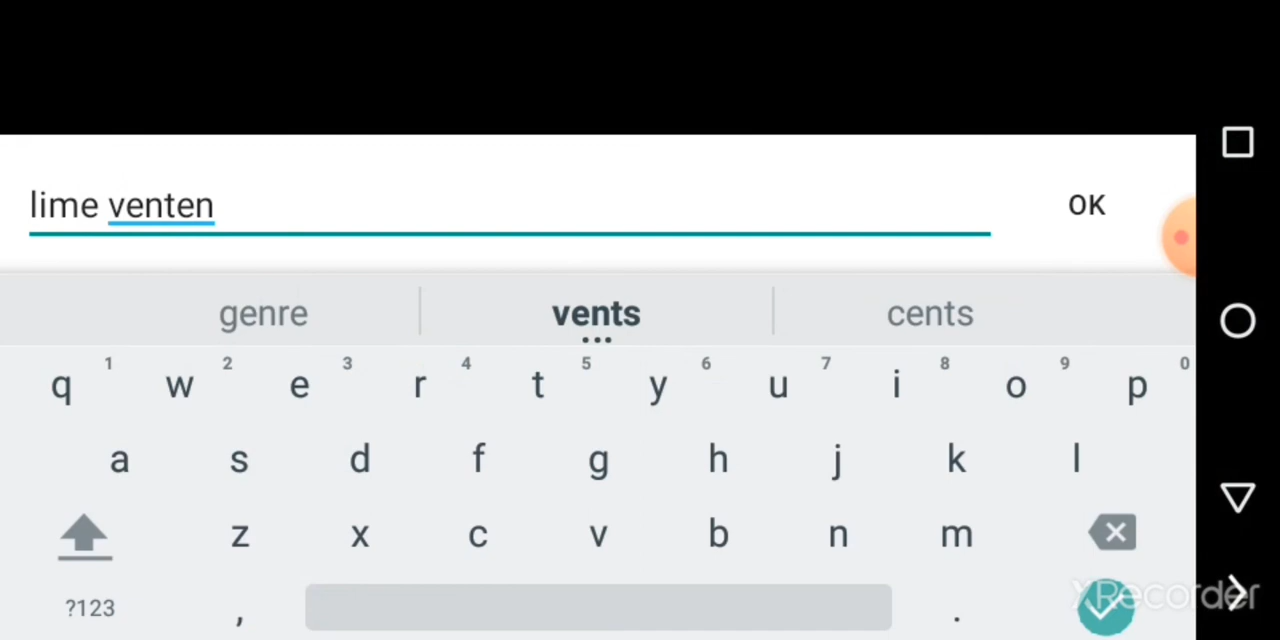 lime venten
OK
genre vents cents
1 2 3 4 5 6 7 8 9 0
q w e r t y u i o p
a s d f g h j k l
z x c v b n m
?123 , .
XRecorder